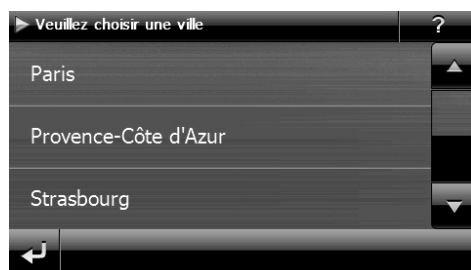 Veuillez choisir une ville
?
Paris
Provence-Côte d'Azur
Strasbourg